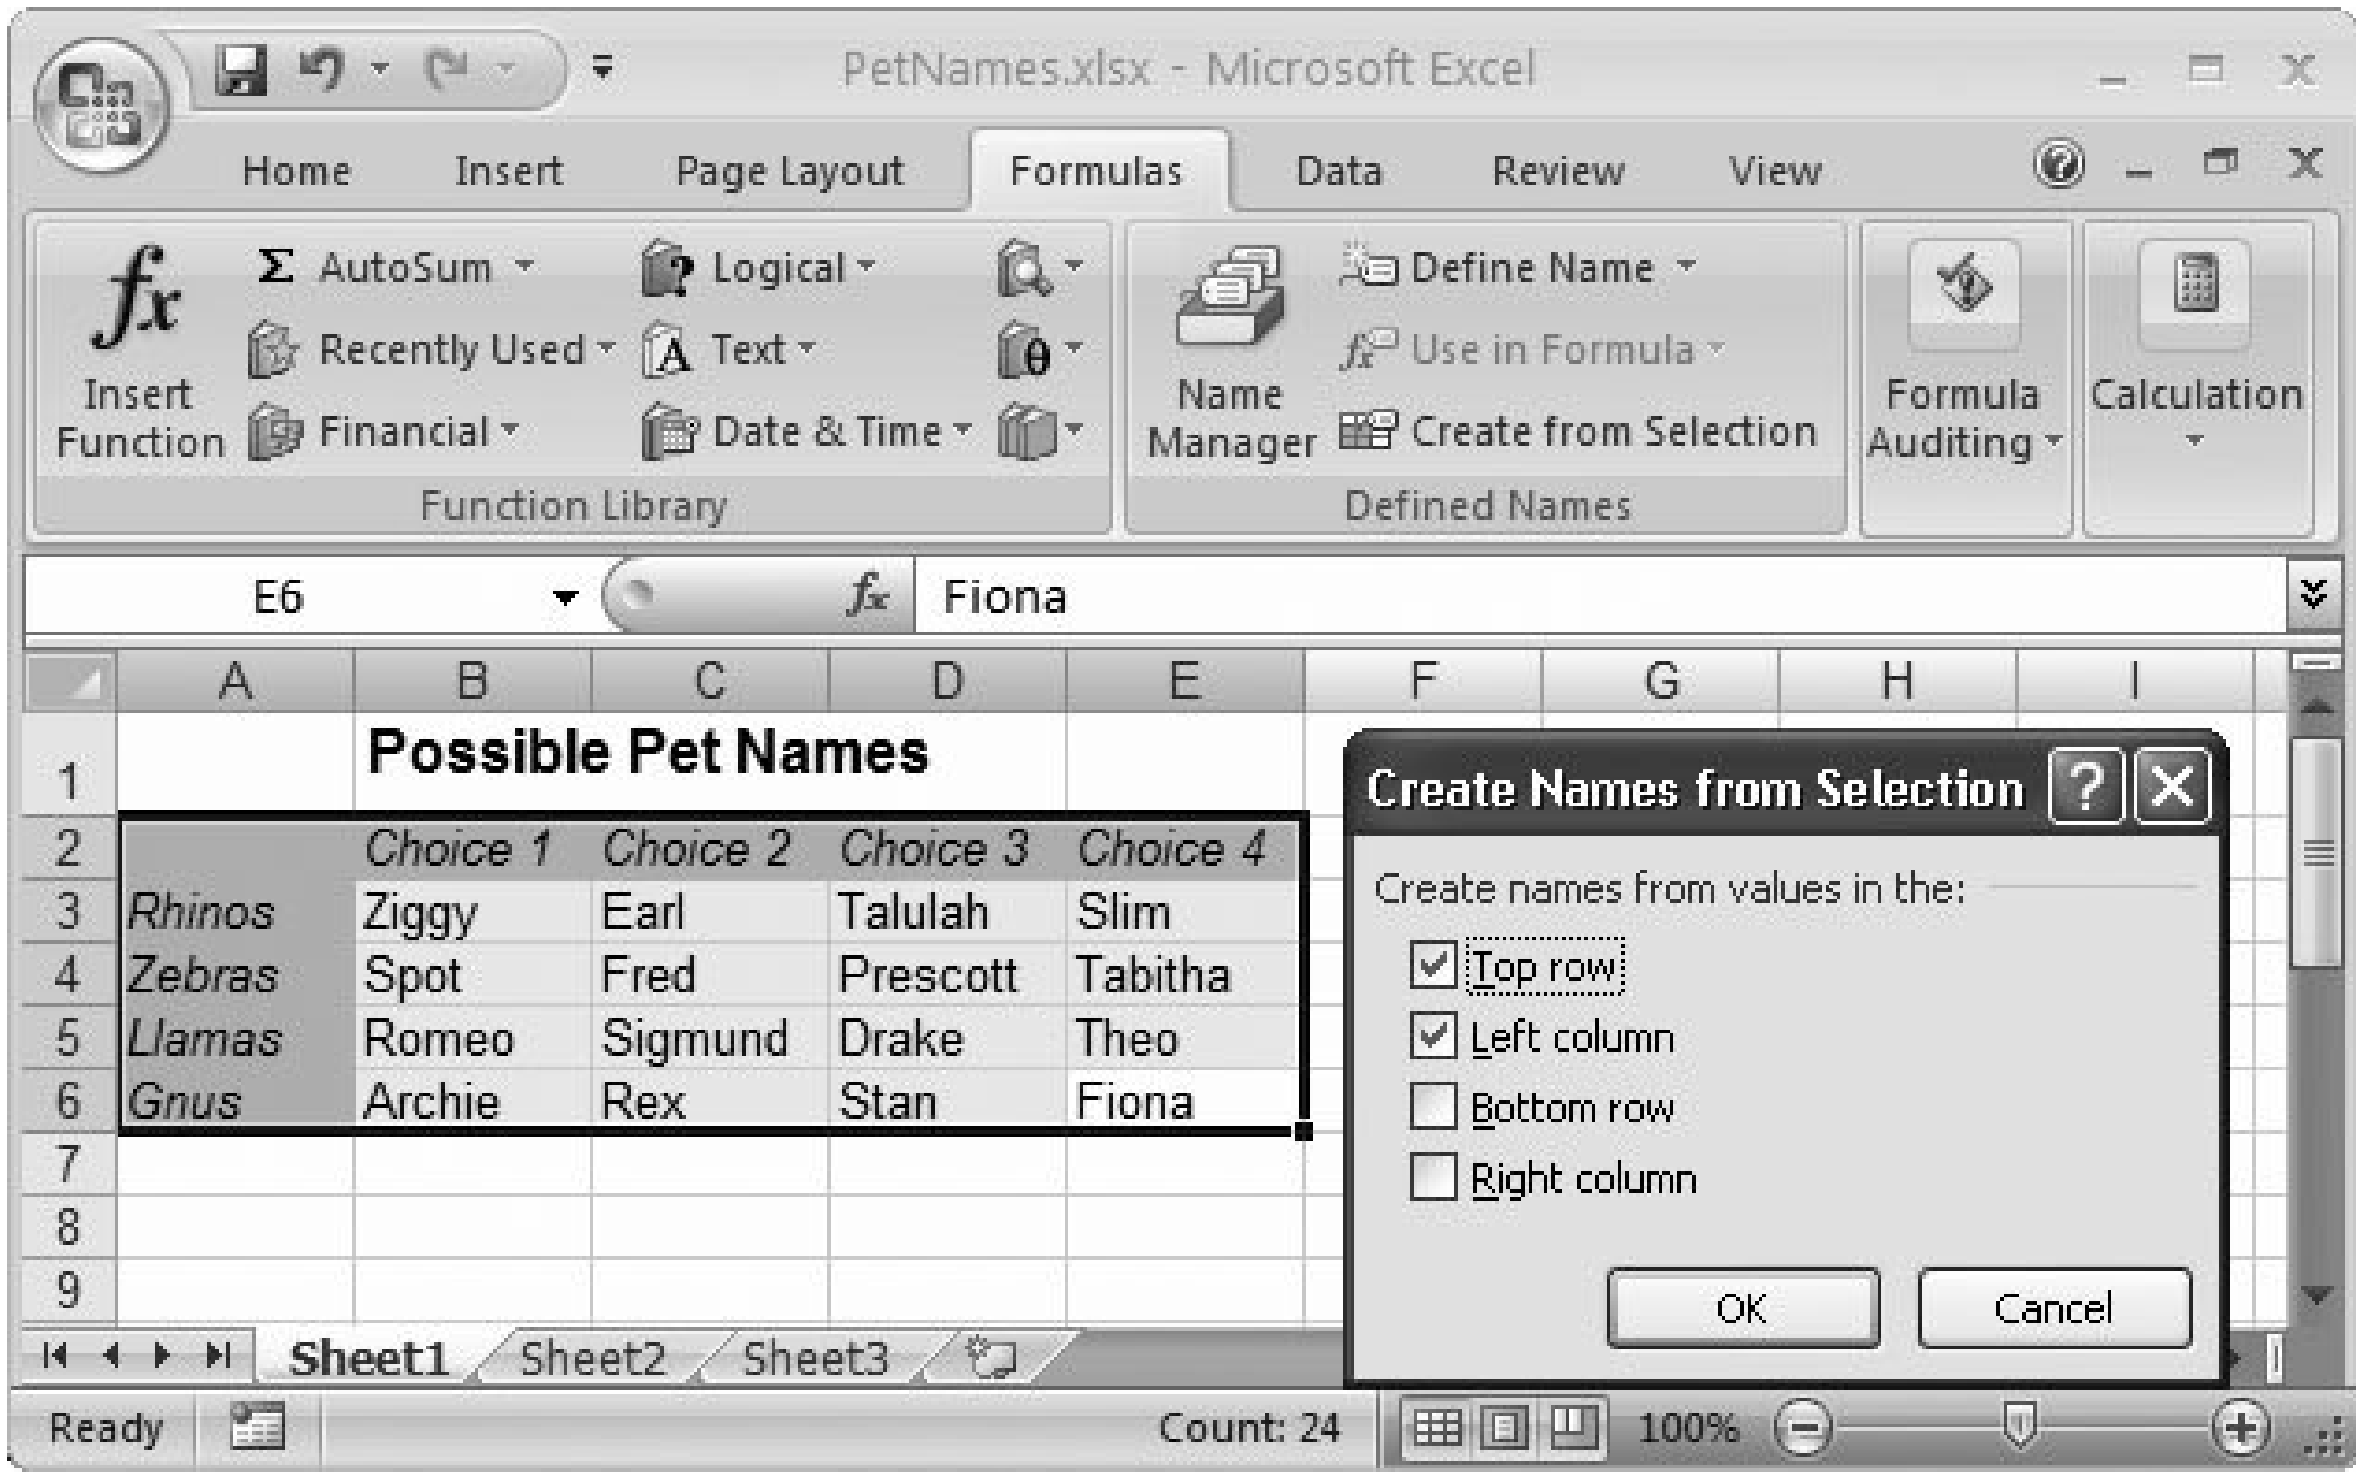 PetNames.xlsx - Microsoft Excel
Home Insert Page Layout Formulas Data Review View
fx Σ AutoSum Logical Define Name
Recently Used A Text θ fx Use in Formula
Insert Function Financial Date & Time Name Manager Create from Selection Formula Auditing Calculation
Function Library Defined Names
E6 fx Fiona
A B C D E F G H I
1 Possible Pet Names
2 Choice 1 Choice 2 Choice 3 Choice 4
3 Rhinos Ziggy Earl Talulah Slim
4 Zebras Spot Fred Prescott Tabitha
5 Llamas Romeo Sigmund Drake Theo
6 Gnus Archie Rex Stan Fiona
7
8
9
Create Names from Selection ? X
Create names from values in the:
Top row
Left column
Bottom row
Right column
OK Cancel
Sheet1 Sheet2 Sheet3
Ready Count: 24 100%